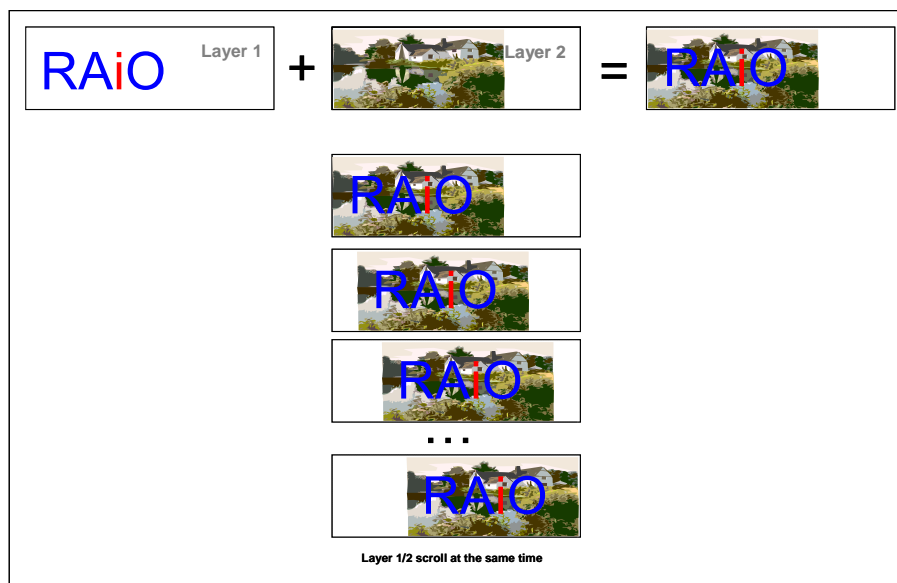 RAiO Layer 1 + Layer 2 = RAiO
RAiO
RAiO
RAiO
...
RAiO
Layer 1/2 scroll at the same time